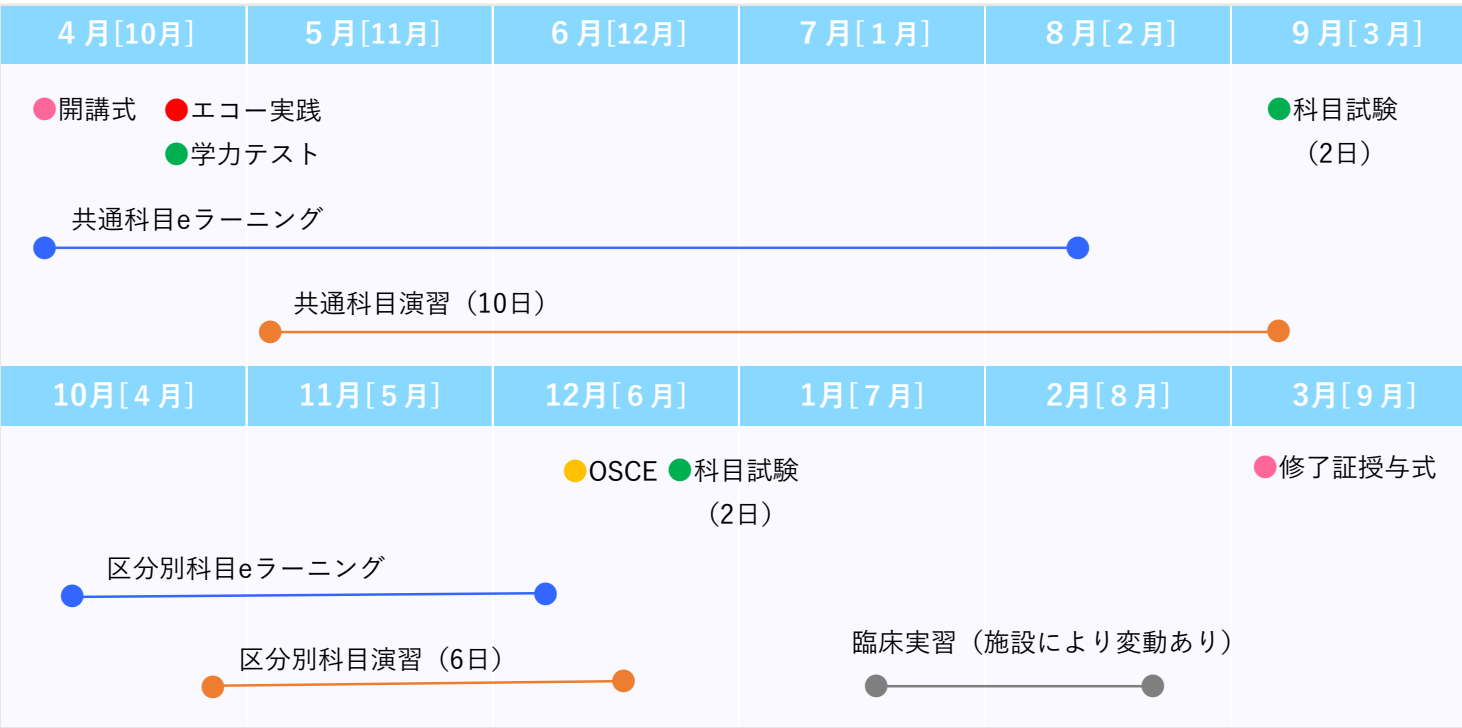 4月[10月] 5月[11月] 6月[12月] 7月[1月] 8月[2月] 9月[3月]
開講式 エコー実践 科目試験
学力テスト （2日）
共通科目eラーニング
共通科目演習（10日）
10月[4月] 11月[5月] 12月[6月] 1月[7月] 2月[8月] 3月[9月]
OSCE 科目試験 修了証授与式
（2日）
区分別科目eラーニング
臨床実習（施設により変動あり）
区分別科目演習（6日）